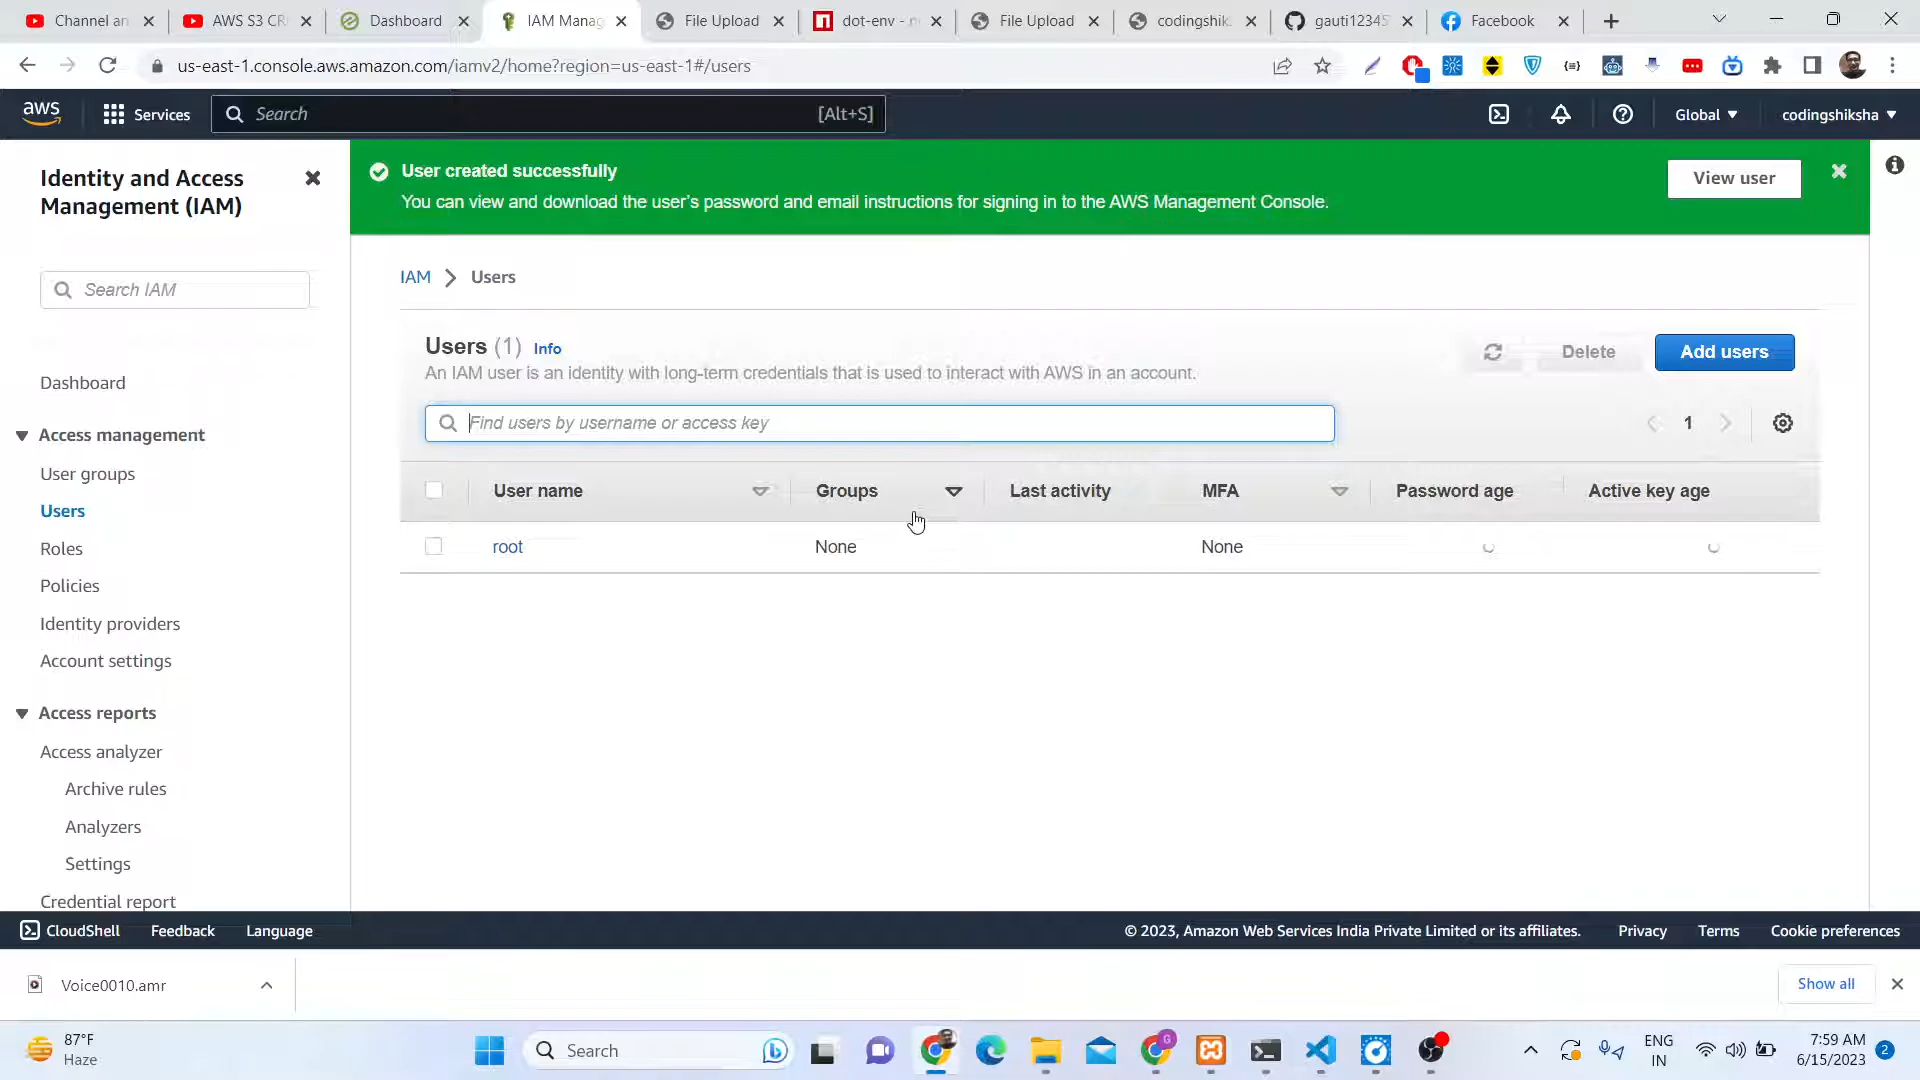 Channel an
AWS S3 CR
Dashboard
IAM Manag
File Upload
dot-env - n
File Upload
codingshik
gauti12345
Facebook
us-east-1.console.aws.amazon.com/iamv2/home?region=us-east-1#/users
aws
Services
Search
[Alt+S]
Global
codingshiksha
Identity and Access
Management (IAM)
Search IAM
Dashboard
Access management
User groups
Users
Roles
Policies
Identity providers
Account settings
Access reports
Access analyzer
Archive rules
Analyzers
Settings
Credential report
User created successfully
You can view and download the user's password and email instructions for signing in to the AWS Management Console.
View user
IAM > Users
Users (1) Info
An IAM user is an identity with long-term credentials that is used to interact with AWS in an account.
Delete
Add users
Find users by username or access key
1
User name Groups Last activity MFA Password age Active key age
root None None
CloudShell Feedback Language
© 2023, Amazon Web Services India Private Limited or its affiliates. Privacy Terms Cookie preferences
Voice0010.amr
Show all
87°F
Haze
Search
G
ENG
IN
7:59 AM
6/15/2023
2